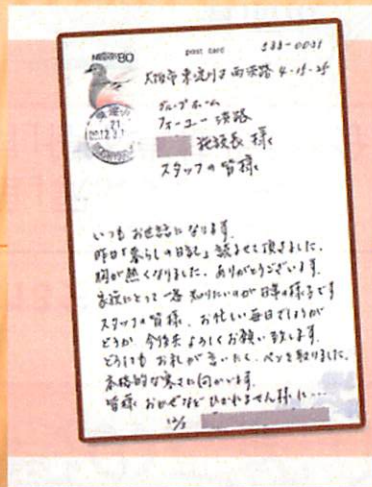 NIPPON 80
post card
533-0031
大阪市東淀川区西淡路 4-15-25
グループホーム
フォーユー 淡路
施設長 様
スタッフの皆様
いつもお世話になります。
昨日「暮らしの日記」読ませて頂きました。
胸が熱くなりました。ありがとうございます。
家族にとって一番知りたいのが日常の様子です
スタッフの皆様、お忙しい毎日でしょうが
どうか、今後共よろしくお願い致します。
どうしても お礼が言いたく、ペンを取りました。
本格的な寒さに向かいます。
皆様 おかぜなど ひかれません様に…
12/3